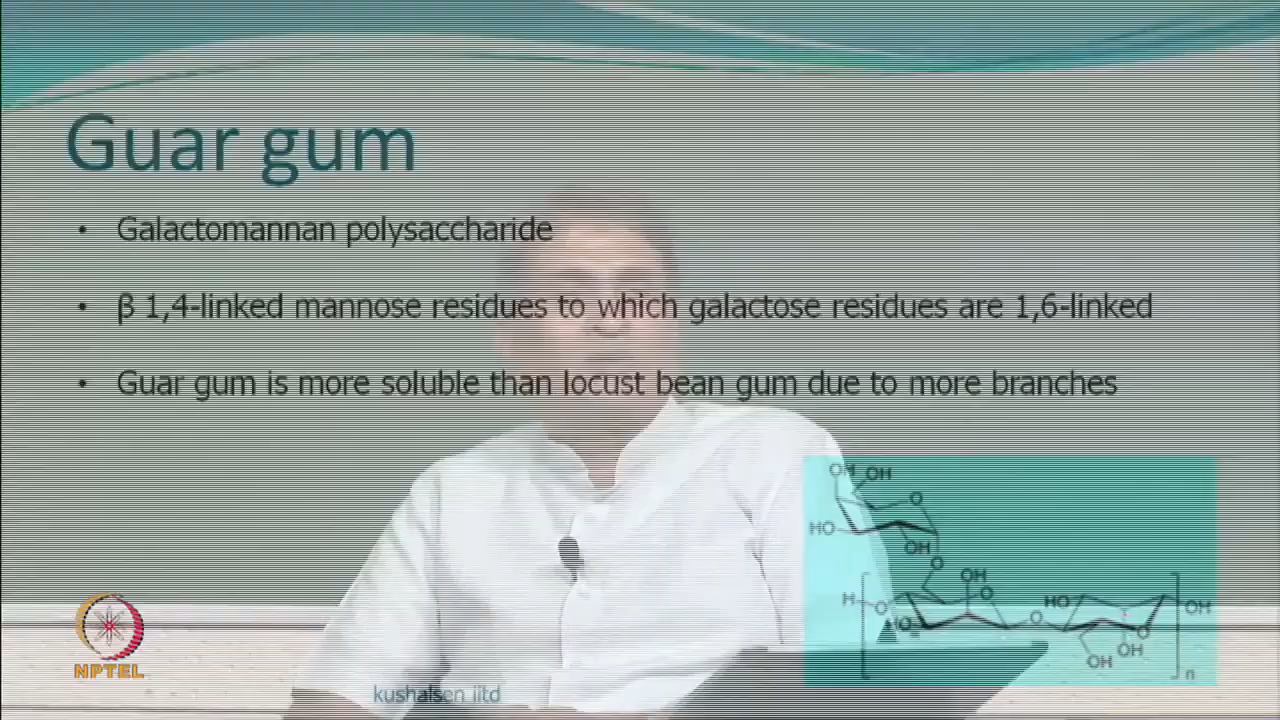 Guar gum
• Galactomannan polysaccharide
• β 1,4-linked mannose residues to which galactose residues are 1,6-linked
• Guar gum is more soluble than locust bean gum due to more branches
OH
OH
O
HO
OH
O
OH
H
O
O
HO
O
HO
OH
O
OH
OH
n
NPTEL
kushalsen iitd